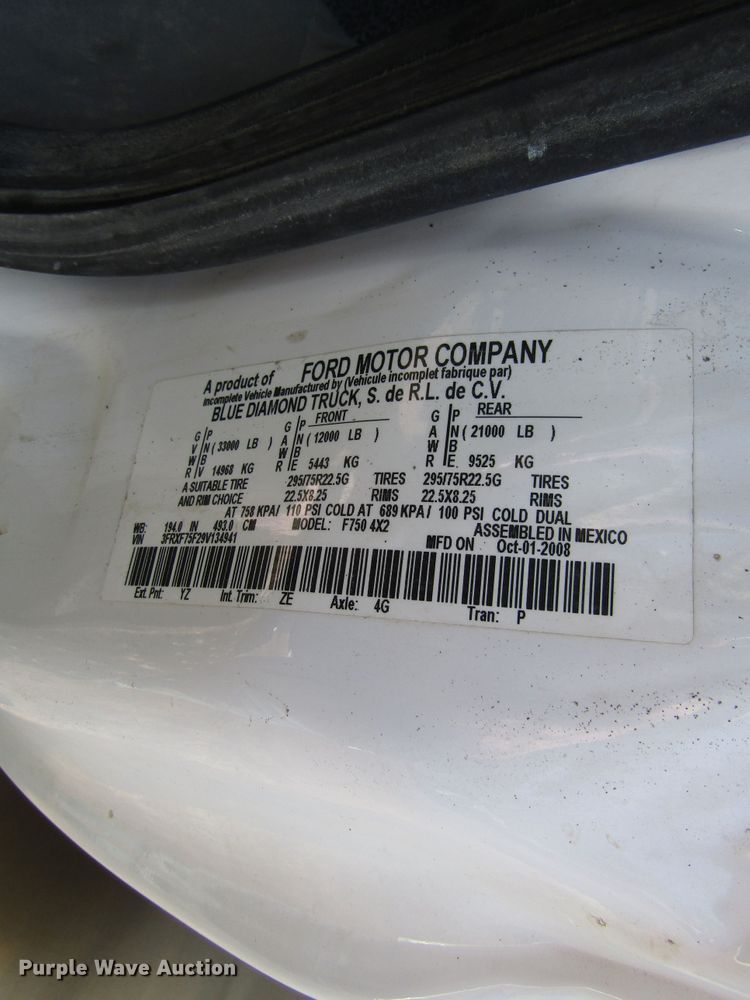 A product of FORD MOTOR COMPANY
Incomplete Vehicle Manufactured by (Vehicule incomplet fabrique par)
BLUE DIAMOND TRUCK, S. de R.L. de C.V.
FRONT REAR
G P G P G P
V N ( 33000 LB ) A N ( 12000 LB ) A N ( 21000 LB )
W B W B W B
R V 14968 KG R E 5443 KG R E 9525 KG
A SUITABLE TIRE 295/75R22.5G TIRES 295/75R22.5G TIRES
AND RIM CHOICE 22.5X8.25 RIMS 22.5X8.25 RIMS
AT 758 KPA/ 110 PSI COLD AT 689 KPA/ 100 PSI COLD DUAL
WB: 194.0 IN 493.0 CM MODEL: F750 4X2 ASSEMBLED IN MEXICO
VIN 3FRXF75F29V134941 MFD ON Oct-01-2008
Ext. Pnt: YZ Int. Trim: ZE Axle: 4G Tran: P
Purple Wave Auction